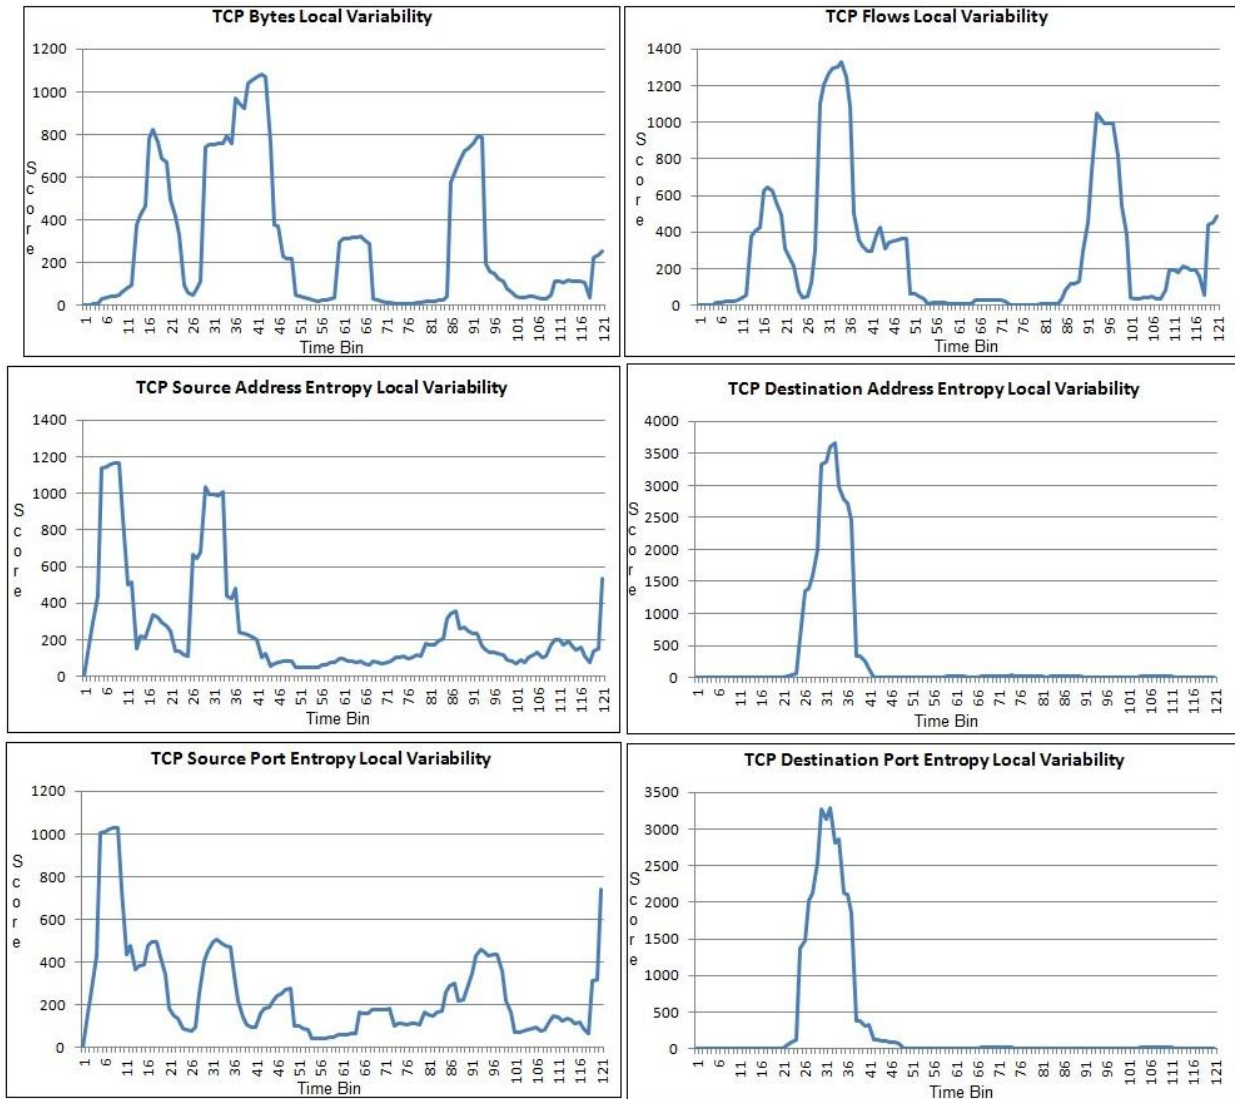 TCP Bytes Local Variability
1200
1000
800
600
400
200
0
Score
1 6 11 16 21 26 31 36 41 46 51 56 61 66 71 76 81 86 91 96 101 106 111 116 121
Time Bin
TCP Flows Local Variability
1400
1200
1000
800
600
400
200
0
Score
1 6 11 16 21 26 31 36 41 46 51 56 61 66 71 76 81 86 91 96 101 106 111 116 121
Time Bin
TCP Source Address Entropy Local Variability
1400
1200
1000
800
600
400
200
0
Score
1 6 11 16 21 26 31 36 41 46 51 56 61 66 71 76 81 86 91 96 101 106 111 116 121
Time Bin
TCP Destination Address Entropy Local Variability
4000
3500
3000
2500
2000
1500
1000
500
0
Score
1 6 11 16 21 26 31 36 41 46 51 56 61 66 71 76 81 86 91 96 101 106 111 116 121
Time Bin
TCP Source Port Entropy Local Variability
1200
1000
800
600
400
200
0
Score
1 6 11 16 21 26 31 36 41 46 51 56 61 66 71 76 81 86 91 96 101 106 111 116 121
Time Bin
TCP Destination Port Entropy Local Variability
3500
3000
2500
2000
1500
1000
500
0
Score
1 6 11 16 21 26 31 36 41 46 51 56 61 66 71 76 81 86 91 96 101 106 111 116 121
Time Bin